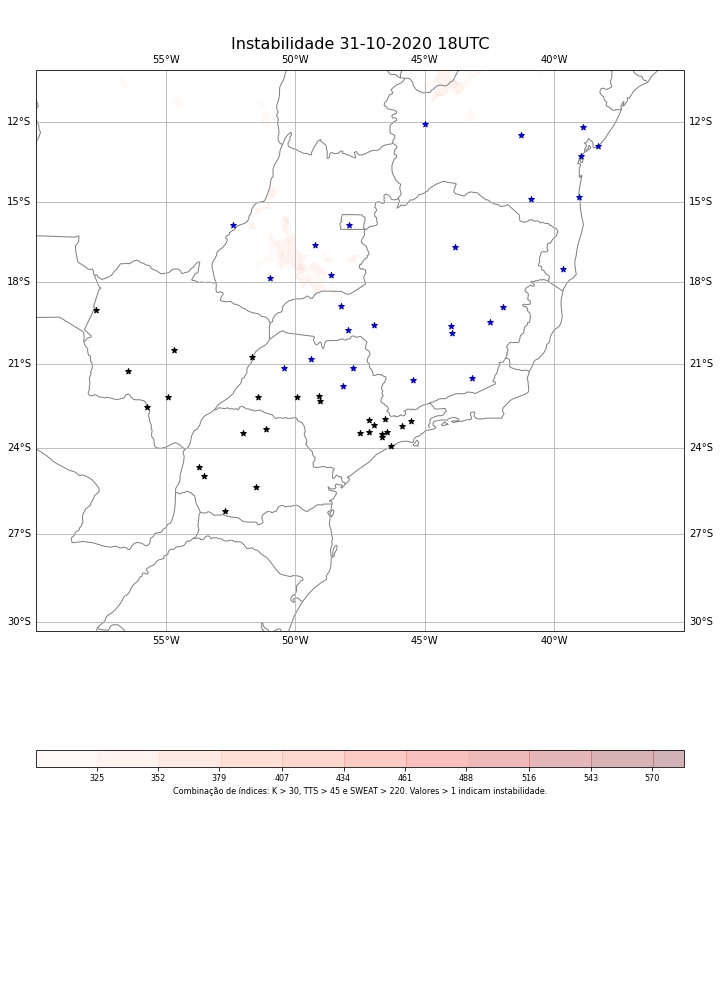 Instabilidade 31-10-2020 18UTC
55°W 50°W 45°W 40°W
12°S 12°S
15°S 15°S
18°S 18°S
21°S 21°S
24°S 24°S
27°S 27°S
30°S 30°S
55°W 50°W 45°W 40°W
325 352 379 407 434 461 488 516 543 570
Combinação de índices: K > 30, TTS > 45 e SWEAT > 220. Valores > 1 indicam instabilidade.